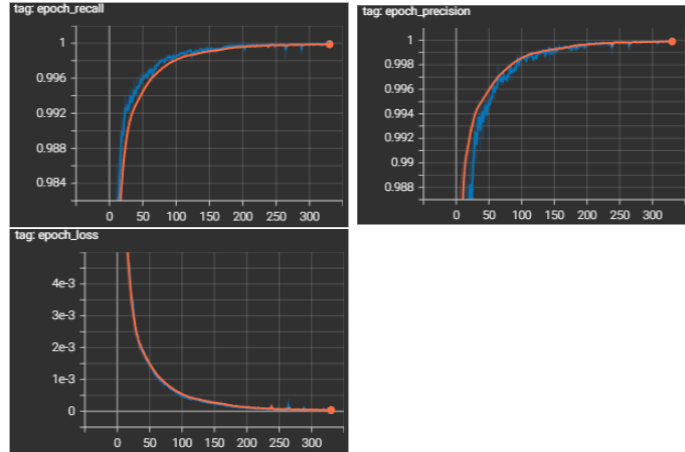 tag: epoch_recall
1
0.996
0.992
0.988
0.984
0 50 100 150 200 250 300
tag: epoch_precision
1
0.998
0.996
0.994
0.992
0.99
0.988
0 50 100 150 200 250 300
tag: epoch_loss
4e-3
3e-3
2e-3
1e-3
0
0 50 100 150 200 250 300